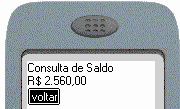 Consulta de Saldo
R$ 2.560,00
voltar